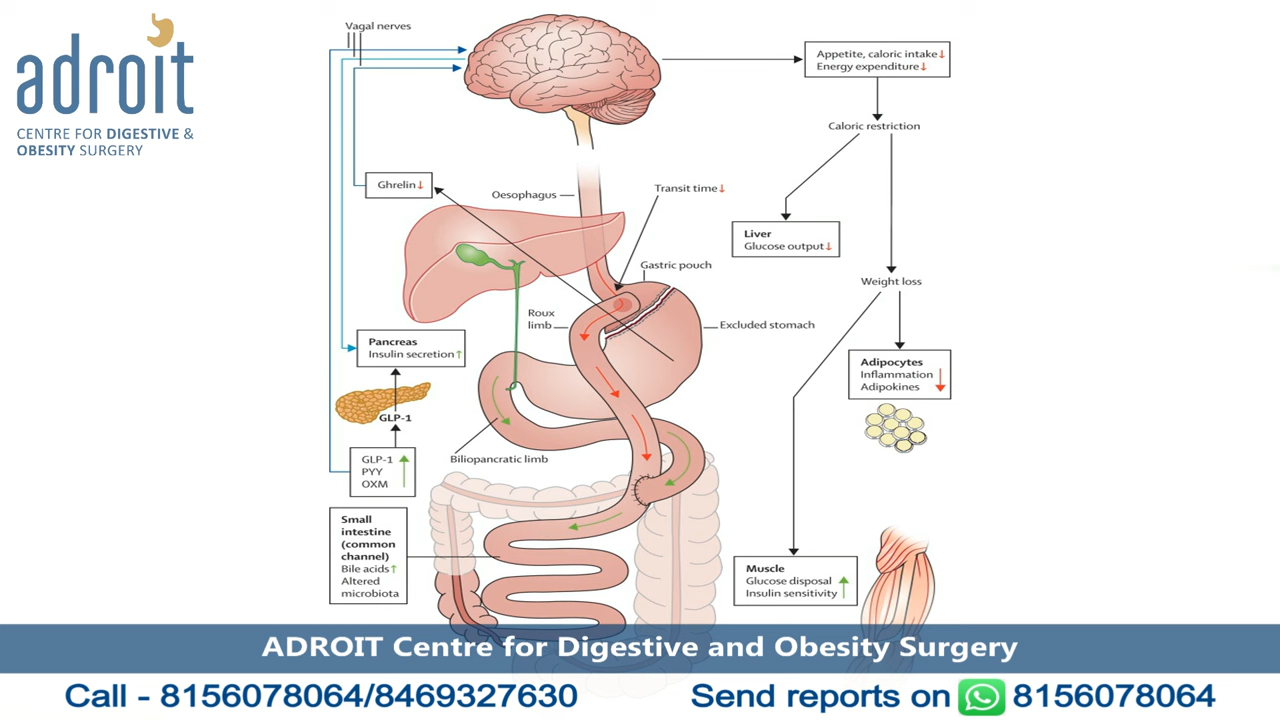 adroit
CENTRE FOR DIGESTIVE &
OBESITY SURGERY
Vagal nerves
Appetite, caloric intake↓
Energy expenditure↓
Caloric restriction
Ghrelin↓
Oesophagus
Transit time↓
Liver
Glucose output↓
Gastric pouch
Weight loss
Roux
limb
Excluded stomach
Pancreas
Insulin secretion↑
Adipocytes
Inflammation
Adipokines
GLP-1
Biliopancratic limb
GLP-1
PYY
OXM
Small
intestine
(common
channel)
Bile acids↑
Altered
microbiota
Muscle
Glucose disposal
Insulin sensitivity
ADROIT Centre for Digestive and Obesity Surgery
Call - 8156078064/8469327630
Send reports on 8156078064